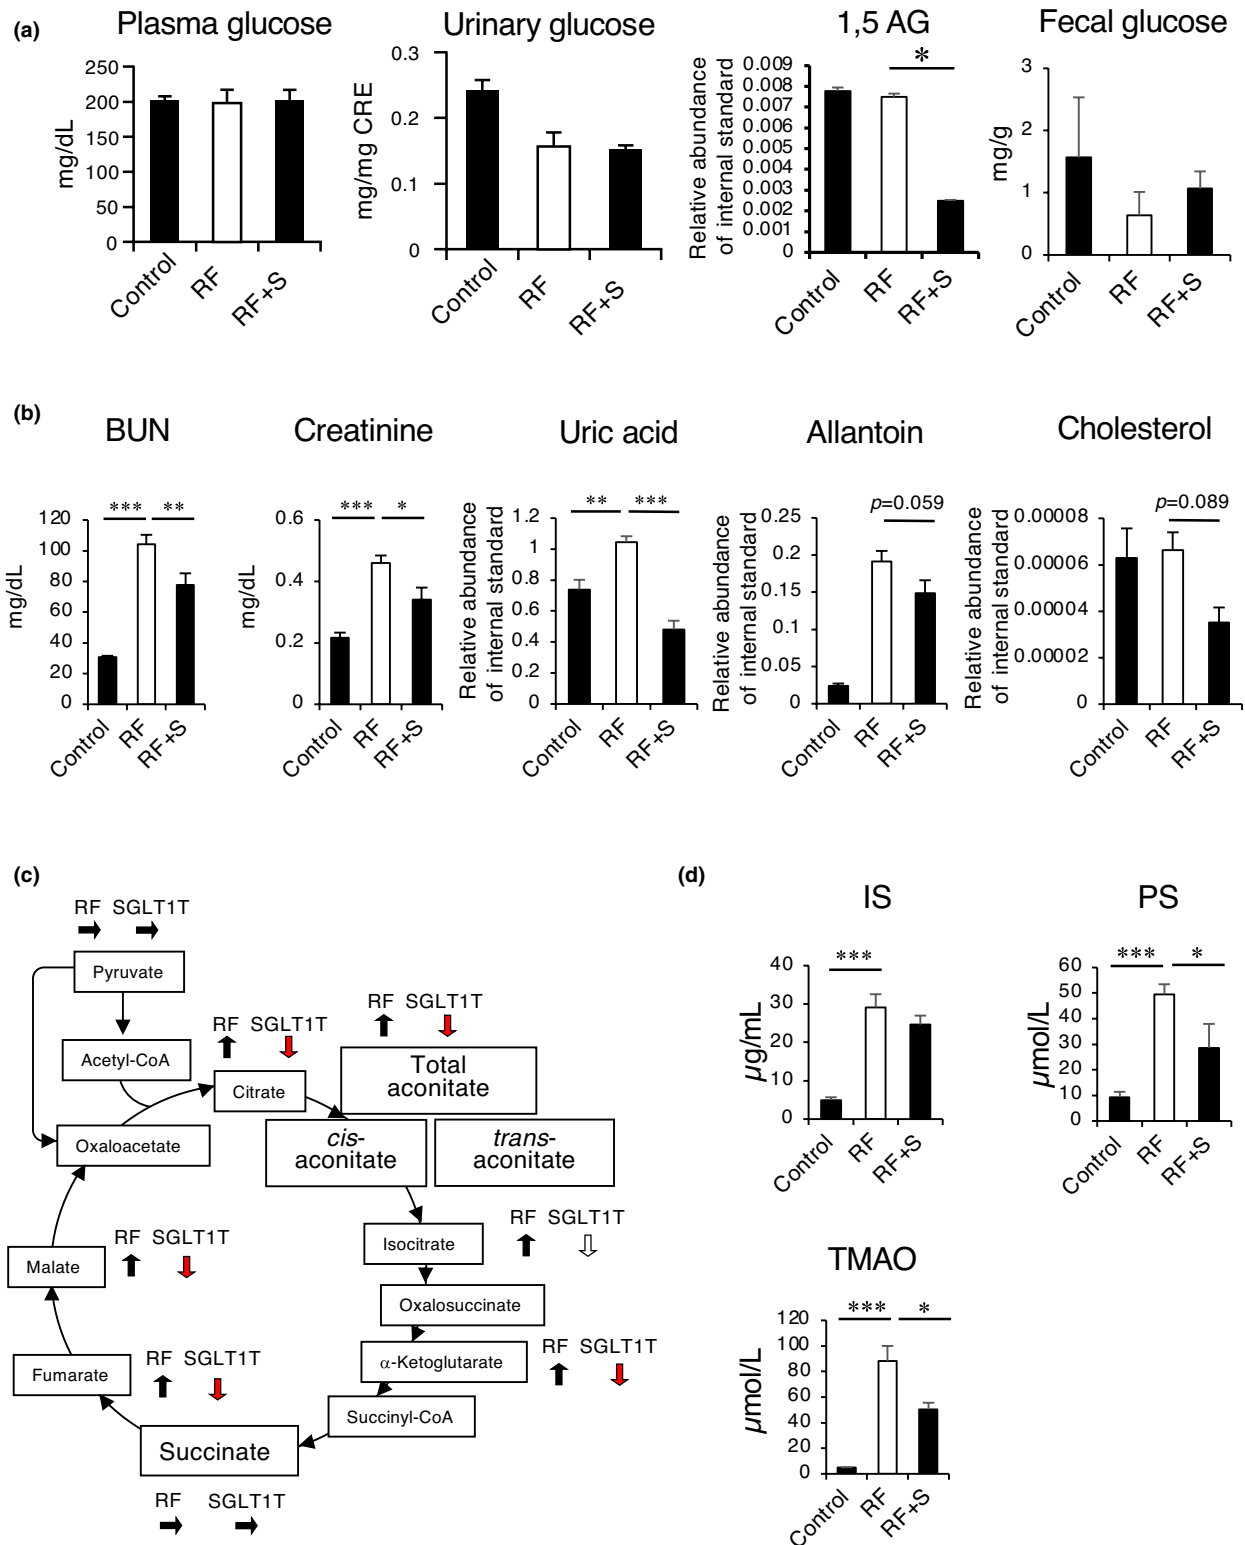 (a)
Plasma glucose
mg/dL
250
200
150
100
50
0
Control
RF
RF+S
Urinary glucose
mg/mg CRE
0.3
0.2
0.1
0
Control
RF
RF+S
1,5 AG
Relative abundance
of internal standard
0.009
0.008
0.007
0.006
0.005
0.004
0.003
0.002
0.001
0
*
Control
RF
RF+S
Fecal glucose
mg/g
3
2
1
0
Control
RF
RF+S
(b)
BUN
mg/dL
120
100
80
60
40
20
0
*** **
Control
RF
RF+S
Creatinine
mg/dL
0.6
0.4
0.2
0
*** *
Control
RF
RF+S
Uric acid
Relative abundance
of internal standard
1.2
1
0.8
0.6
0.4
0.2
0
** ***
Control
RF
RF+S
Allantoin
Relative abundance
of internal standard
0.25
0.2
0.15
0.1
0.05
0
p=0.059
Control
RF
RF+S
Cholesterol
Relative abundance
of internal standard
0.00008
0.00006
0.00004
0.00002
0
p=0.089
Control
RF
RF+S
(c)
RF SGLT1T
Pyruvate
Acetyl-CoA
Oxaloacetate
RF SGLT1T
Citrate
RF SGLT1T
Total
aconitate
cis-
aconitate
trans-
aconitate
RF SGLT1T
Isocitrate
Oxalosuccinate
RF SGLT1T
α-Ketoglutarate
Succinyl-CoA
Succinate
RF SGLT1T
RF SGLT1T
Fumarate
RF SGLT1T
Malate
(d)
IS
μg/mL
40
30
20
10
0
***
Control
RF
RF+S
PS
μmol/L
60
50
40
30
20
10
0
*** *
Control
RF
RF+S
TMAO
μmol/L
120
100
80
60
40
20
0
*** *
Control
RF
RF+S